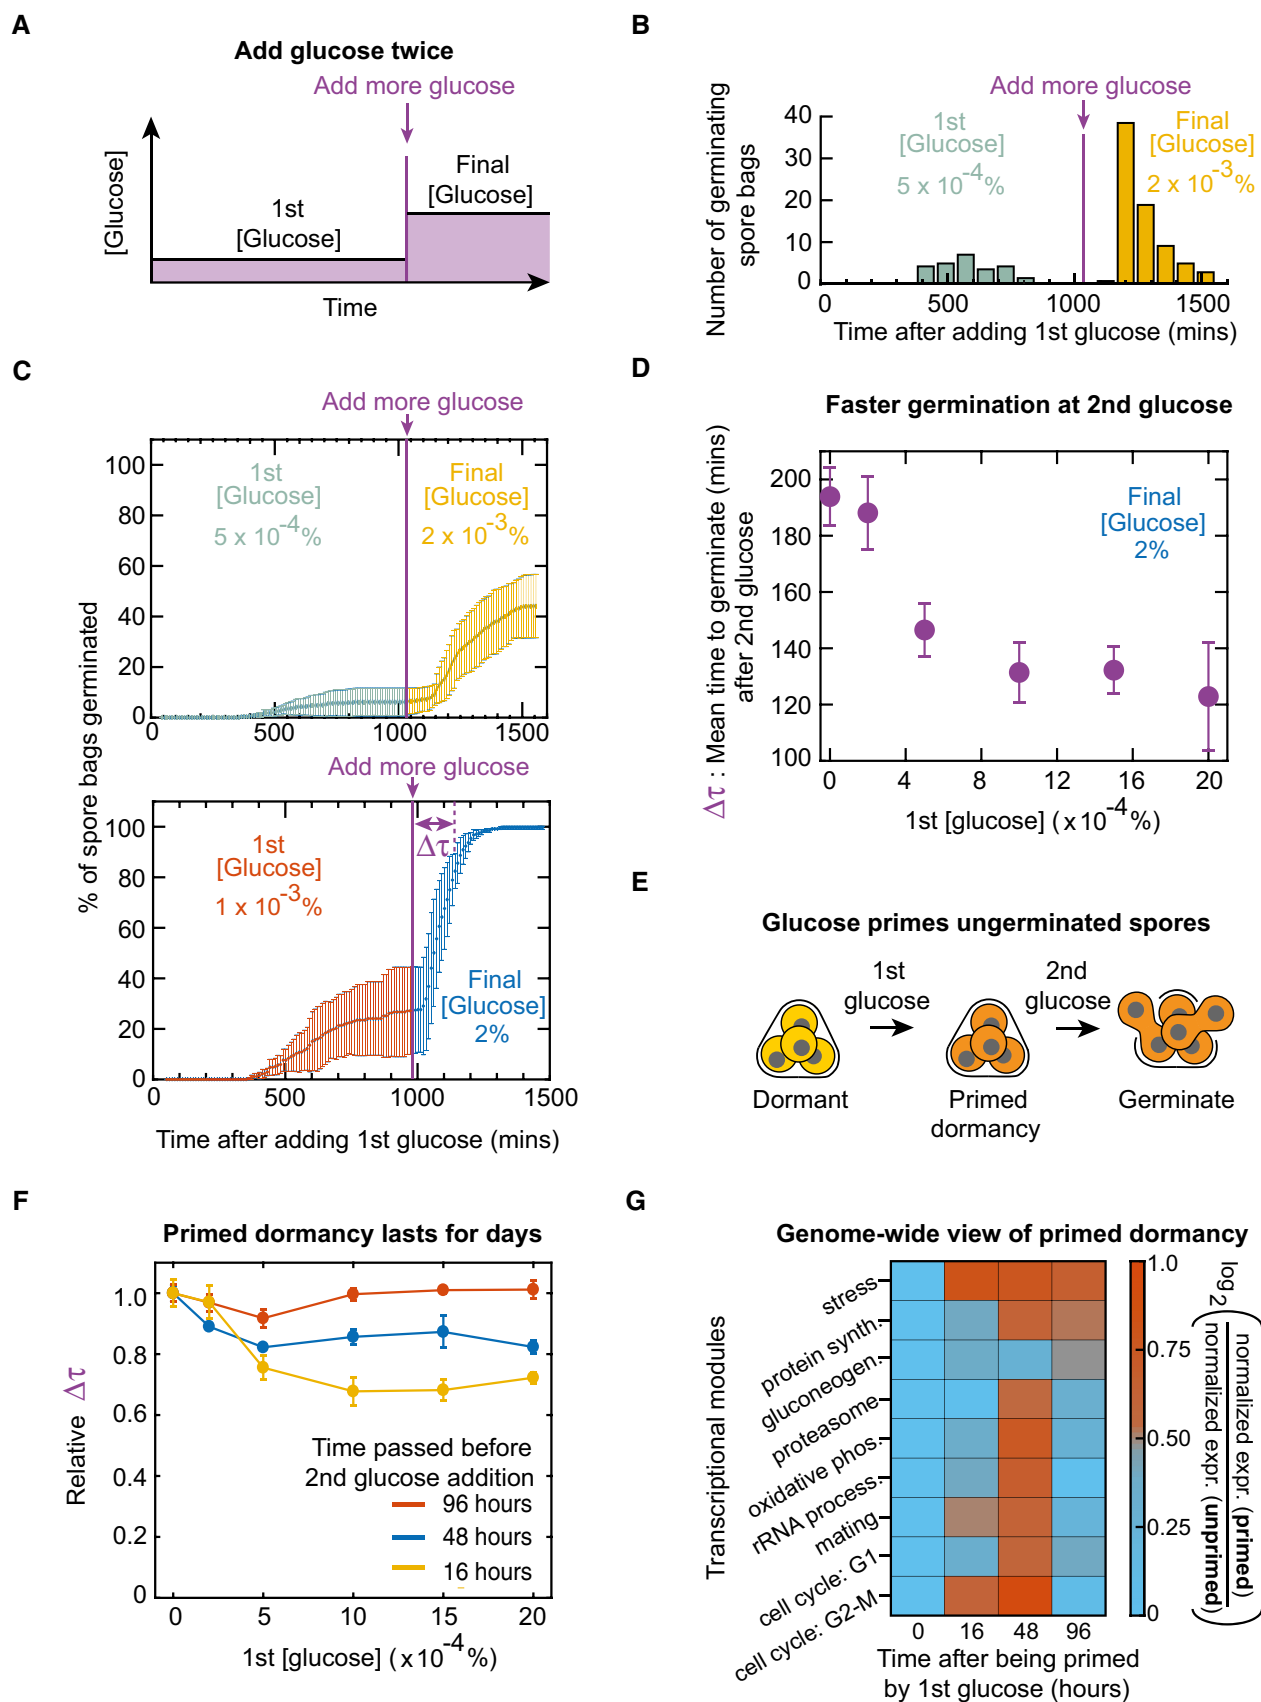 A
Add glucose twice
Add more glucose
[Glucose]
1st
[Glucose]
Final
[Glucose]
Time
B
Add more glucose
Number of germinating
spore bags
40
30
20
10
0
1st
[Glucose]
5 x 10-4%
Final
[Glucose]
2 x 10-3%
0 500 1000 1500
Time after adding 1st glucose (mins)
C
Add more glucose
% of spore bags germinated
100
80
60
40
20
0
1st
[Glucose]
5 x 10-4%
Final
[Glucose]
2 x 10-3%
0 500 1000 1500
Add more glucose
100
80
60
40
20
0
Δτ
1st
[Glucose]
1 x 10-3%
Final
[Glucose]
2%
0 500 1000 1500
Time after adding 1st glucose (mins)
D
Faster germination at 2nd glucose
Δτ : Mean time to germinate (mins)
after 2nd glucose
200
180
160
140
120
100
Final
[Glucose]
2%
0 4 8 12 16 20
1st [glucose] (x 10-4%)
E
Glucose primes ungerminated spores
1st
glucose
2nd
glucose
Dormant
Primed
dormancy
Germinate
F
Primed dormancy lasts for days
Relative Δτ
1.0
0.8
0.6
0.4
0.2
0
Time passed before
2nd glucose addition
96 hours
48 hours
16 hours
0 5 10 15 20
1st [glucose] (x 10-4%)
G
Genome-wide view of primed dormancy
Transcriptional modules
stress
protein synth.
gluconeogen.
proteasome
oxidative phos.
rRNA process.
mating
cell cycle: G1
cell cycle: G2-M
0 16 48 96
Time after being primed
by 1st glucose (hours)
1.0
0.75
0.50
0.25
0
log2
(normalized expr. (primed)
normalized expr. (unprimed))